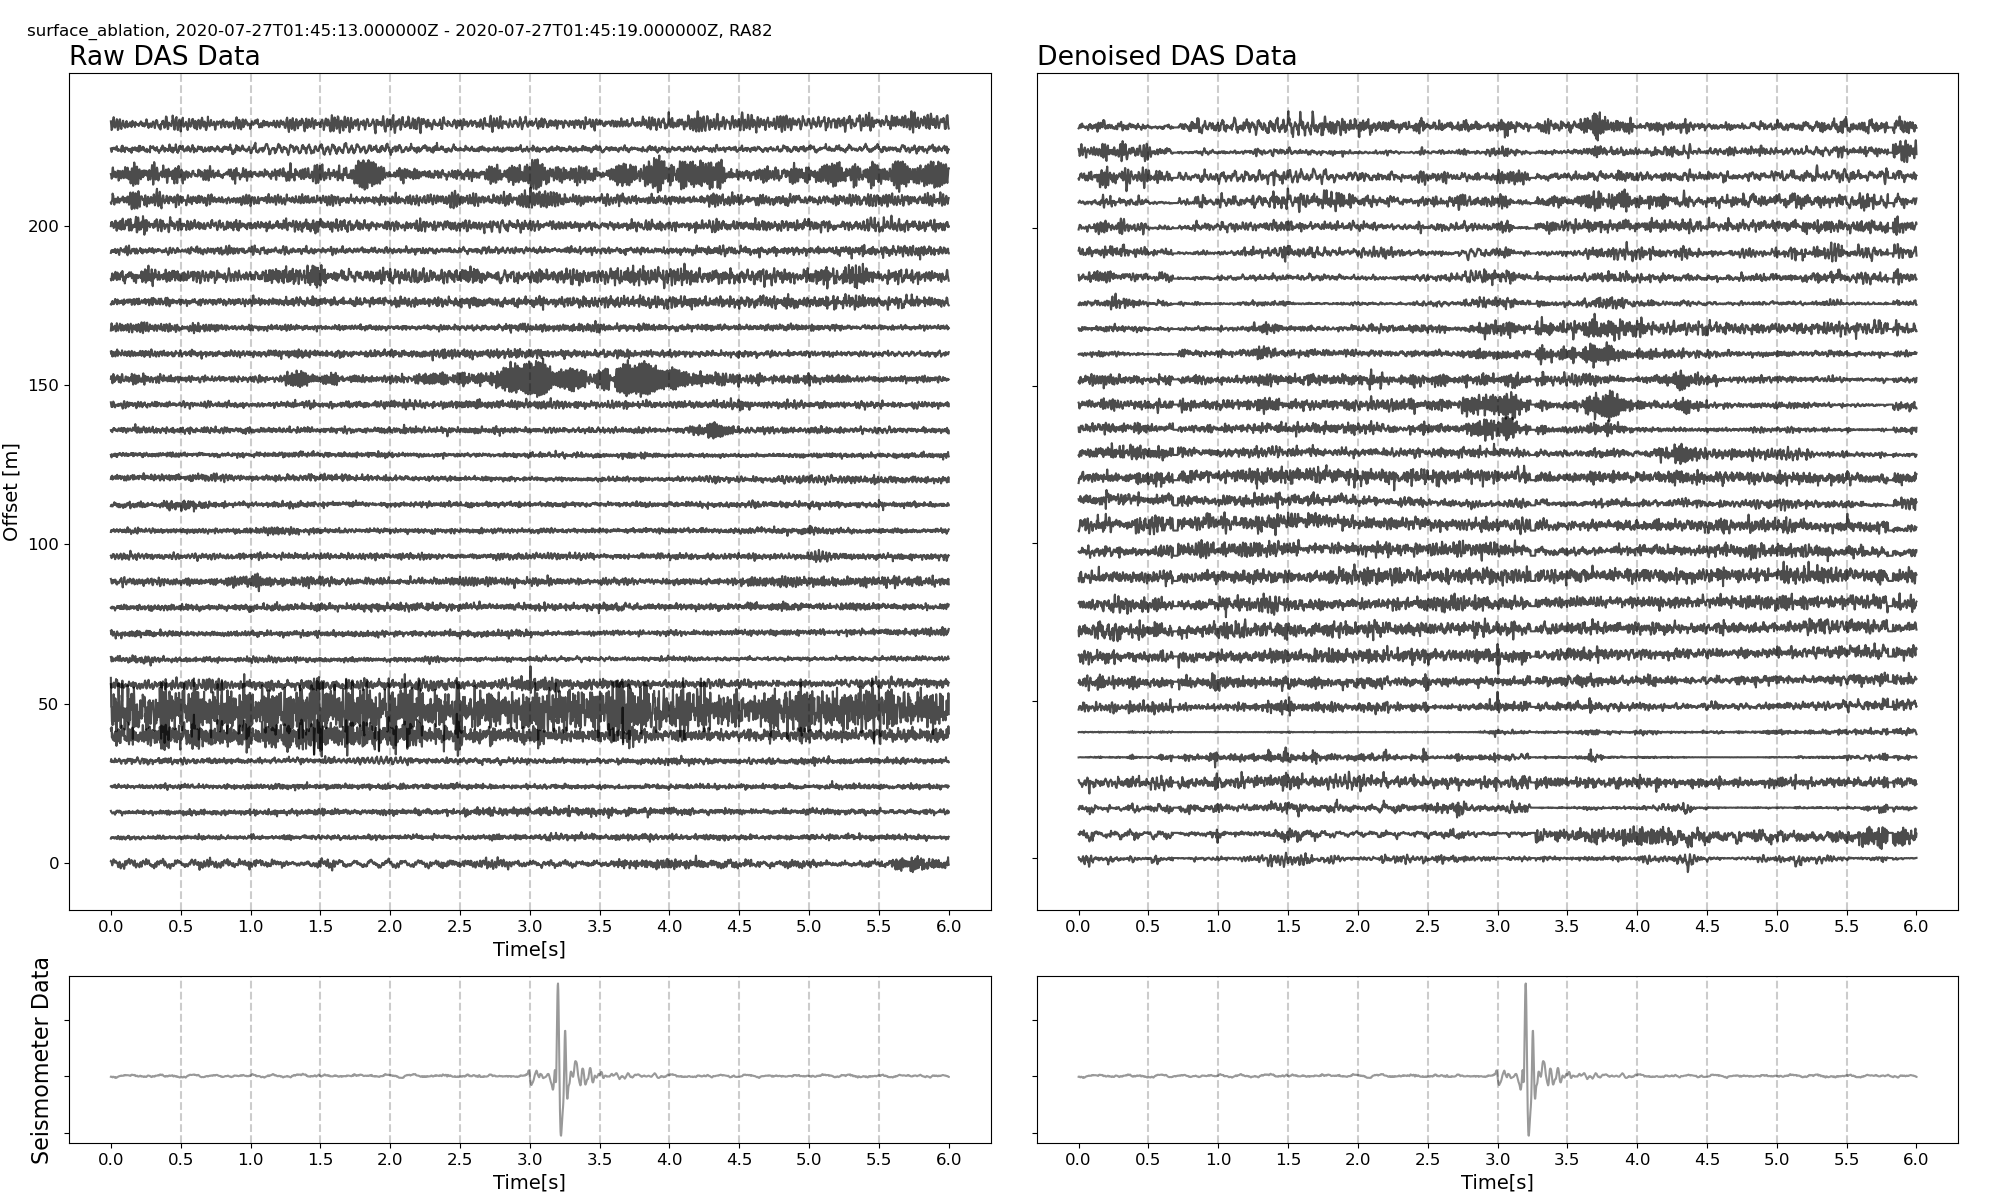 surface_ablation, 2020-07-27T01:45:13.000000Z - 2020-07-27T01:45:19.000000Z, RA82
Raw DAS Data
Denoised DAS Data
Offset [m]
200
150
100
50
0
0.0 0.5 1.0 1.5 2.0 2.5 3.0 3.5 4.0 4.5 5.0 5.5 6.0
Time[s]
0.0 0.5 1.0 1.5 2.0 2.5 3.0 3.5 4.0 4.5 5.0 5.5 6.0
Seismometer Data
0.0 0.5 1.0 1.5 2.0 2.5 3.0 3.5 4.0 4.5 5.0 5.5 6.0
Time[s]
0.0 0.5 1.0 1.5 2.0 2.5 3.0 3.5 4.0 4.5 5.0 5.5 6.0
Time[s]